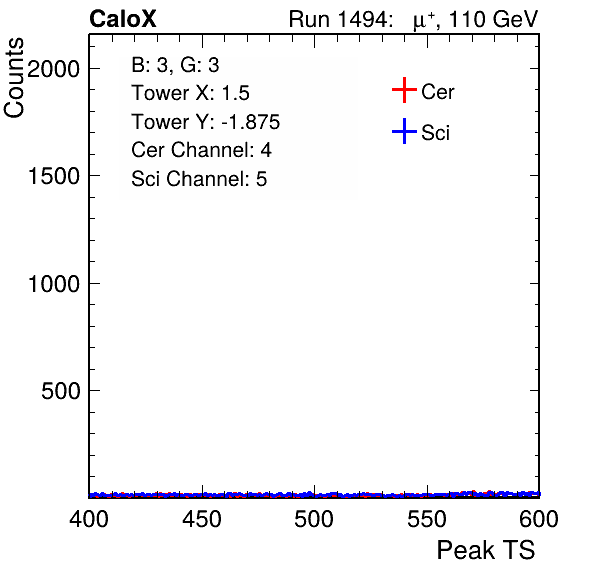 CaloX Run 1494: μ⁺, 110 GeV
Counts
B: 3, G: 3
Tower X: 1.5
Tower Y: -1.875
Cer Channel: 4
Sci Channel: 5
Cer
Sci
2000
1500
1000
500
400 450 500 550 600
Peak TS